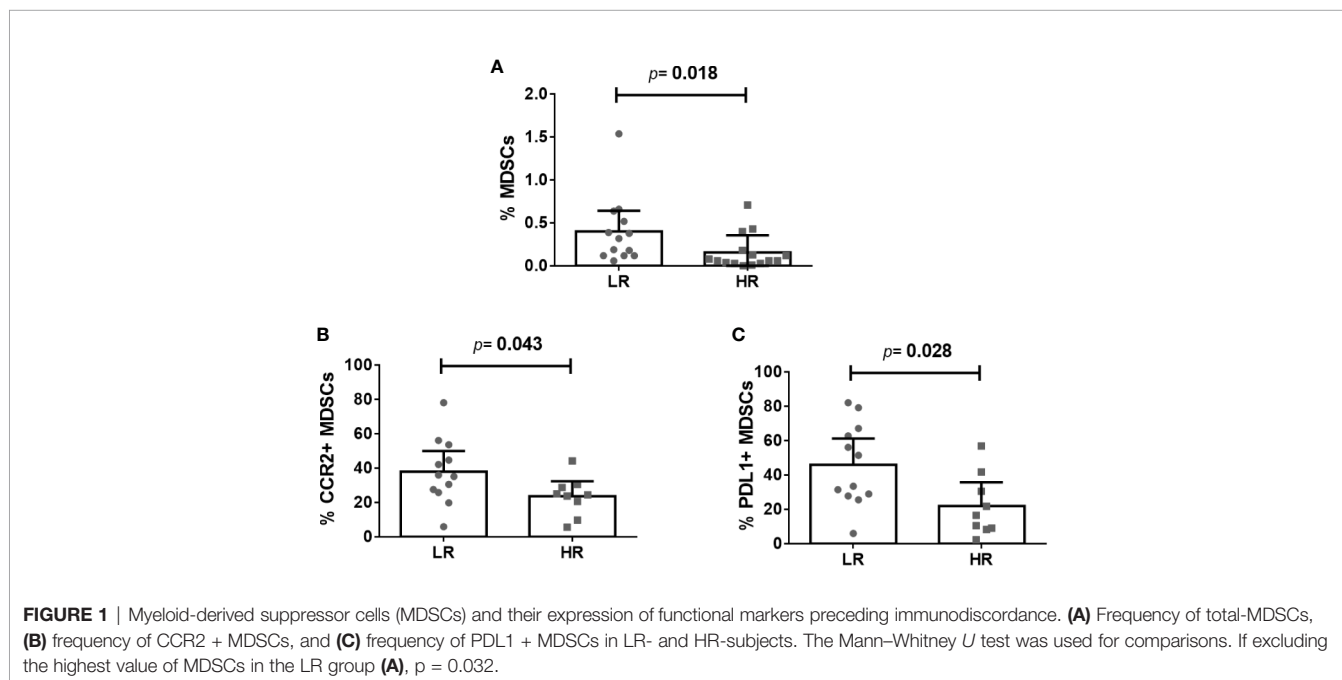 A
p= 0.018
2.0
1.5
1.0
0.5
0.0
% MDSCs
LR HR
B
p= 0.043
100
80
60
40
20
0
% CCR2+ MDSCs
LR HR
C
p= 0.028
100
80
60
40
20
0
% PDL1+ MDSCs
LR HR
FIGURE 1 | Myeloid-derived suppressor cells (MDSCs) and their expression of functional markers preceding immunodiscordance. (A) Frequency of total-MDSCs,
(B) frequency of CCR2 + MDSCs, and (C) frequency of PDL1 + MDSCs in LR- and HR-subjects. The Mann–Whitney U test was used for comparisons. If excluding
the highest value of MDSCs in the LR group (A), p = 0.032.